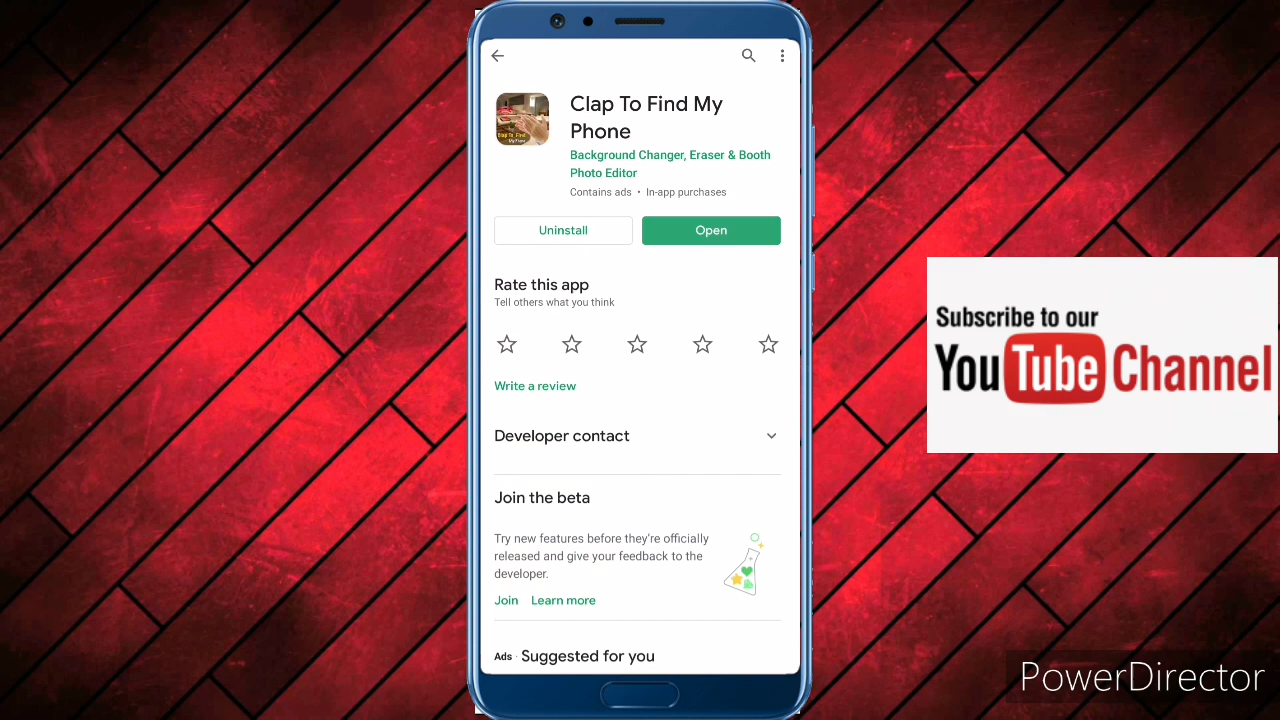 Clap To Find My
Phone
Background Changer, Eraser & Booth
Photo Editor
Contains ads • In-app purchases
Uninstall
Open
Rate this app
Tell others what you think
Write a review
Developer contact
Join the beta
Try new features before they're officially
released and give your feedback to the
developer.
Join
Learn more
Ads · Suggested for you
Subscribe to our
YouTube Channel
PowerDirector